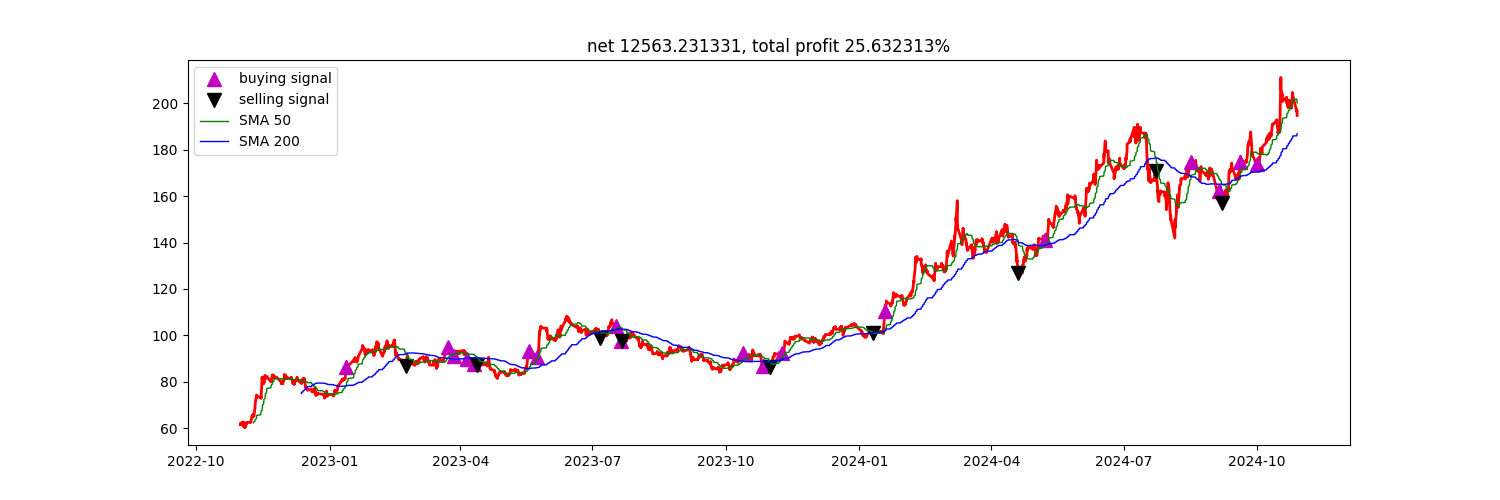 net 12563.231331, total profit 25.632313%
buying signal
selling signal
SMA 50
SMA 200
200
180
160
140
120
100
80
60
2022-10 2023-01 2023-04 2023-07 2023-10 2024-01 2024-04 2024-07 2024-10